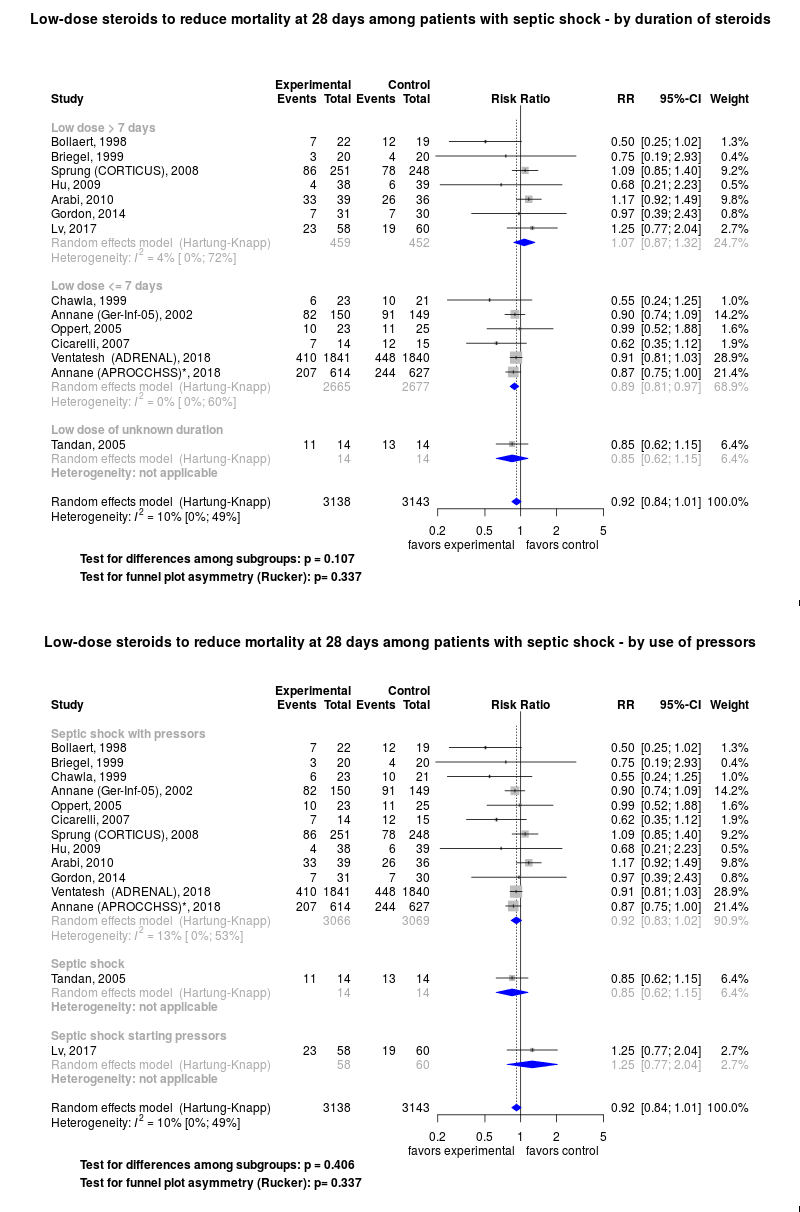 Low-dose steroids to reduce mortality at 28 days among patients with septic shock - by duration of steroids
Experimental Control
Study Events Total Events Total Risk Ratio RR 95%-CI Weight
Low dose > 7 days
Bollaert, 1998 7 22 12 19 0.50 [0.25; 1.02] 1.3%
Briegel, 1999 3 20 4 20 0.75 [0.19; 2.93] 0.4%
Sprung (CORTICUS), 2008 86 251 78 248 1.09 [0.85; 1.40] 9.2%
Hu, 2009 4 38 6 39 0.68 [0.21; 2.23] 0.5%
Arabi, 2010 33 39 26 36 1.17 [0.92; 1.49] 9.8%
Gordon, 2014 7 31 7 30 0.97 [0.39; 2.43] 0.8%
Lv, 2017 23 58 19 60 1.25 [0.77; 2.04] 2.7%
Random effects model (Hartung-Knapp) 459 452 1.07 [0.87; 1.32] 24.7%
Heterogeneity: I² = 4% [ 0%; 72%]
Low dose <= 7 days
Chawla, 1999 6 23 10 21 0.55 [0.24; 1.25] 1.0%
Annane (Ger-Inf-05), 2002 82 150 91 149 0.90 [0.74; 1.09] 14.2%
Oppert, 2005 10 23 11 25 0.99 [0.52; 1.88] 1.6%
Cicarelli, 2007 7 14 12 15 0.62 [0.35; 1.12] 1.9%
Ventatesh (ADRENAL), 2018 410 1841 448 1840 0.91 [0.81; 1.03] 28.9%
Annane (APROCCHSS)*, 2018 207 614 244 627 0.87 [0.75; 1.00] 21.4%
Random effects model (Hartung-Knapp) 2665 2677 0.89 [0.81; 0.97] 68.9%
Heterogeneity: I² = 0% [ 0%; 60%]
Low dose of unknown duration
Tandan, 2005 11 14 13 14 0.85 [0.62; 1.15] 6.4%
Random effects model (Hartung-Knapp) 14 14 0.85 [0.62; 1.15] 6.4%
Heterogeneity: not applicable
Random effects model (Hartung-Knapp) 3138 3143 0.92 [0.84; 1.01] 100.0%
Heterogeneity: I² = 10% [0%; 49%]
0.2 0.5 1 2 5
favors experimental favors control
Test for differences among subgroups: p = 0.107
Test for funnel plot asymmetry (Rucker): p= 0.337
Low-dose steroids to reduce mortality at 28 days among patients with septic shock - by use of pressors
Experimental Control
Study Events Total Events Total Risk Ratio RR 95%-CI Weight
Septic shock with pressors
Bollaert, 1998 7 22 12 19 0.50 [0.25; 1.02] 1.3%
Briegel, 1999 3 20 4 20 0.75 [0.19; 2.93] 0.4%
Chawla, 1999 6 23 10 21 0.55 [0.24; 1.25] 1.0%
Annane (Ger-Inf-05), 2002 82 150 91 149 0.90 [0.74; 1.09] 14.2%
Oppert, 2005 10 23 11 25 0.99 [0.52; 1.88] 1.6%
Cicarelli, 2007 7 14 12 15 0.62 [0.35; 1.12] 1.9%
Sprung (CORTICUS), 2008 86 251 78 248 1.09 [0.85; 1.40] 9.2%
Hu, 2009 4 38 6 39 0.68 [0.21; 2.23] 0.5%
Arabi, 2010 33 39 26 36 1.17 [0.92; 1.49] 9.8%
Gordon, 2014 7 31 7 30 0.97 [0.39; 2.43] 0.8%
Ventatesh (ADRENAL), 2018 410 1841 448 1840 0.91 [0.81; 1.03] 28.9%
Annane (APROCCHSS)*, 2018 207 614 244 627 0.87 [0.75; 1.00] 21.4%
Random effects model (Hartung-Knapp) 3066 3069 0.92 [0.83; 1.02] 90.9%
Heterogeneity: I² = 13% [ 0%; 53%]
Septic shock
Tandan, 2005 11 14 13 14 0.85 [0.62; 1.15] 6.4%
Random effects model (Hartung-Knapp) 14 14 0.85 [0.62; 1.15] 6.4%
Heterogeneity: not applicable
Septic shock starting pressors
Lv, 2017 23 58 19 60 1.25 [0.77; 2.04] 2.7%
Random effects model (Hartung-Knapp) 58 60 1.25 [0.77; 2.04] 2.7%
Heterogeneity: not applicable
Random effects model (Hartung-Knapp) 3138 3143 0.92 [0.84; 1.01] 100.0%
Heterogeneity: I² = 10% [0%; 49%]
0.2 0.5 1 2 5
favors experimental favors control
Test for differences among subgroups: p = 0.406
Test for funnel plot asymmetry (Rucker): p= 0.337